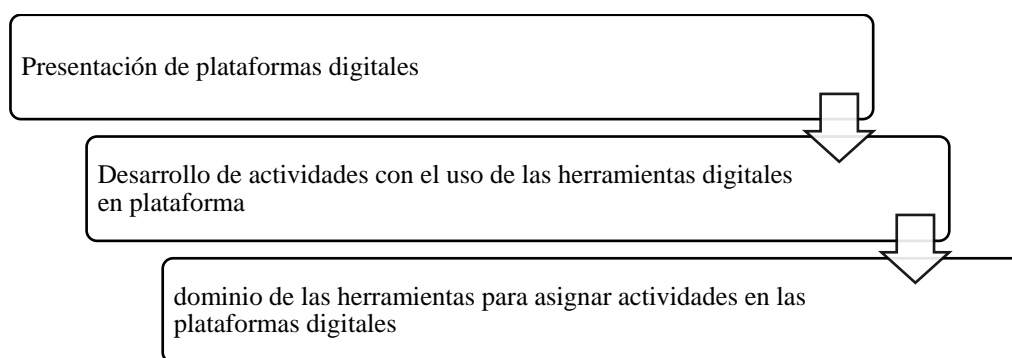 Presentación de plataformas digitales
Desarrollo de actividades con el uso de las herramientas digitales
en plataforma
dominio de las herramientas para asignar actividades en las
plataformas digitales